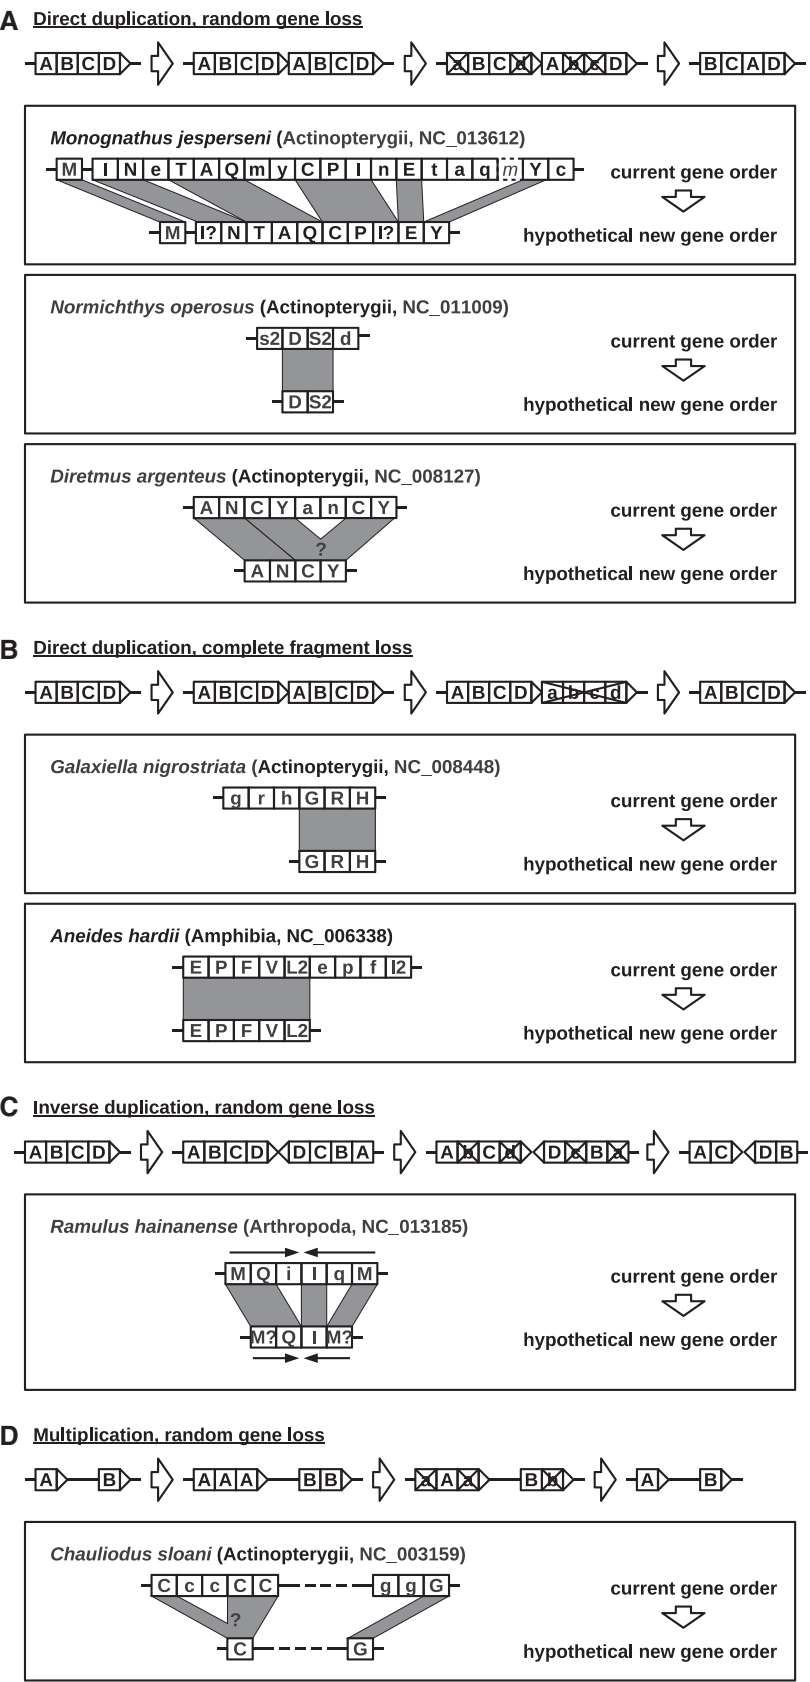 A Direct duplication, random gene loss
A B C D A B C D A B C D a B C d A b c D B C A D
Monognathus jesperseni (Actinopterygii, NC_013612)
M I N e T A Q m y C P I n E t a q m Y c current gene order
M I? N T A Q C P I? E Y hypothetical new gene order
Normichthys operosus (Actinopterygii, NC_011009)
s2 D S2 d current gene order
D S2 hypothetical new gene order
Diretmus argenteus (Actinopterygii, NC_008127)
A N C Y a n C Y current gene order
?
A N C Y hypothetical new gene order
B Direct duplication, complete fragment loss
A B C D A B C D A B C D A B C D a b c d A B C D
Galaxiella nigrostriata (Actinopterygii, NC_008448)
g r h G R H current gene order
G R H hypothetical new gene order
Aneides hardii (Amphibia, NC_006338)
E P F V L2 e p f l2 current gene order
E P F V L2 hypothetical new gene order
C Inverse duplication, random gene loss
A B C D A B C D D C B A A b C d D c B a A C D B
Ramulus hainanense (Arthropoda, NC_013185)
M Q i I q M current gene order
M? Q I M? hypothetical new gene order
D Multiplication, random gene loss
A B A A A B B a A a B b A B
Chauliodus sloani (Actinopterygii, NC_003159)
C c c C C g g G current gene order
?
C G hypothetical new gene order